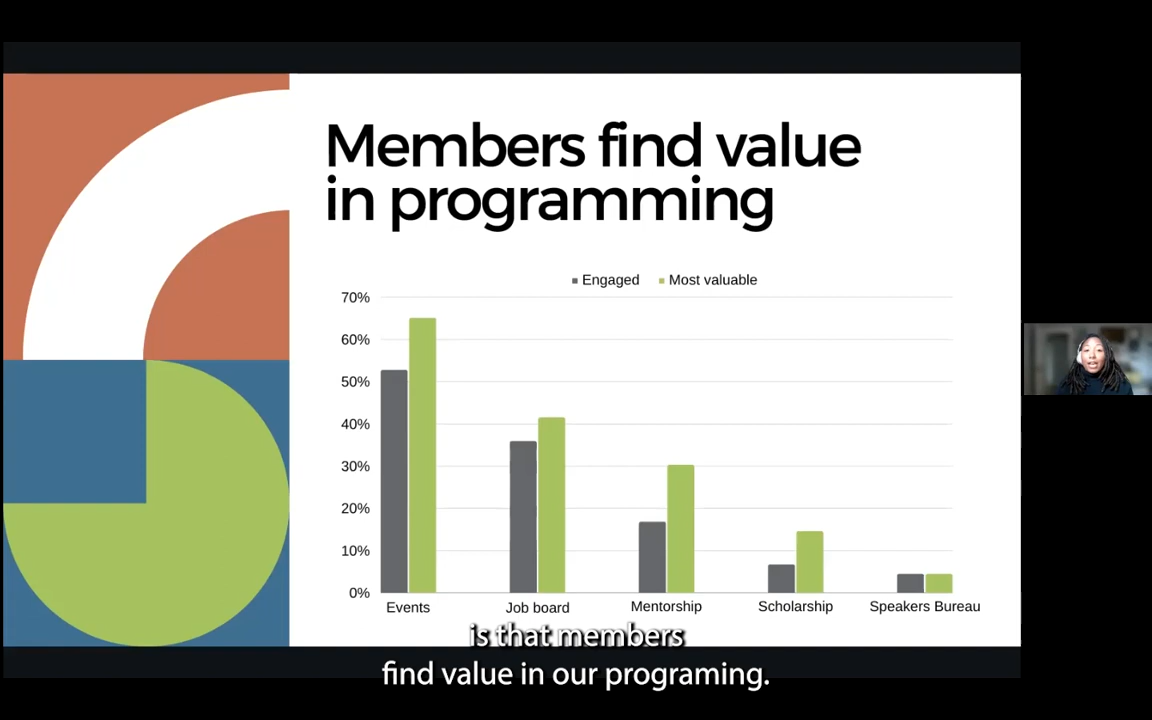 Members find value
in programming
Engaged Most valuable
70%
60%
50%
40%
30%
20%
10%
0%
Events Job board Mentorship Scholarship Speakers Bureau
is that members
find value in our programing.